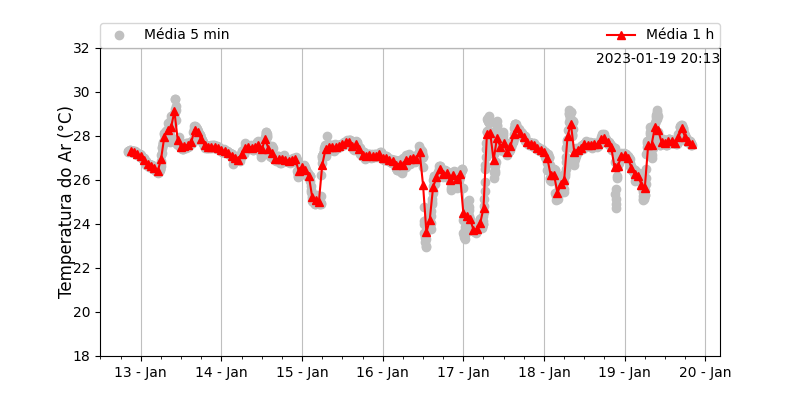 Média 5 min
Média 1 h
2023-01-19 20:13
Temperatura do Ar (°C)
32
30
28
26
24
22
20
18
13 - Jan
14 - Jan
15 - Jan
16 - Jan
17 - Jan
18 - Jan
19 - Jan
20 - Jan